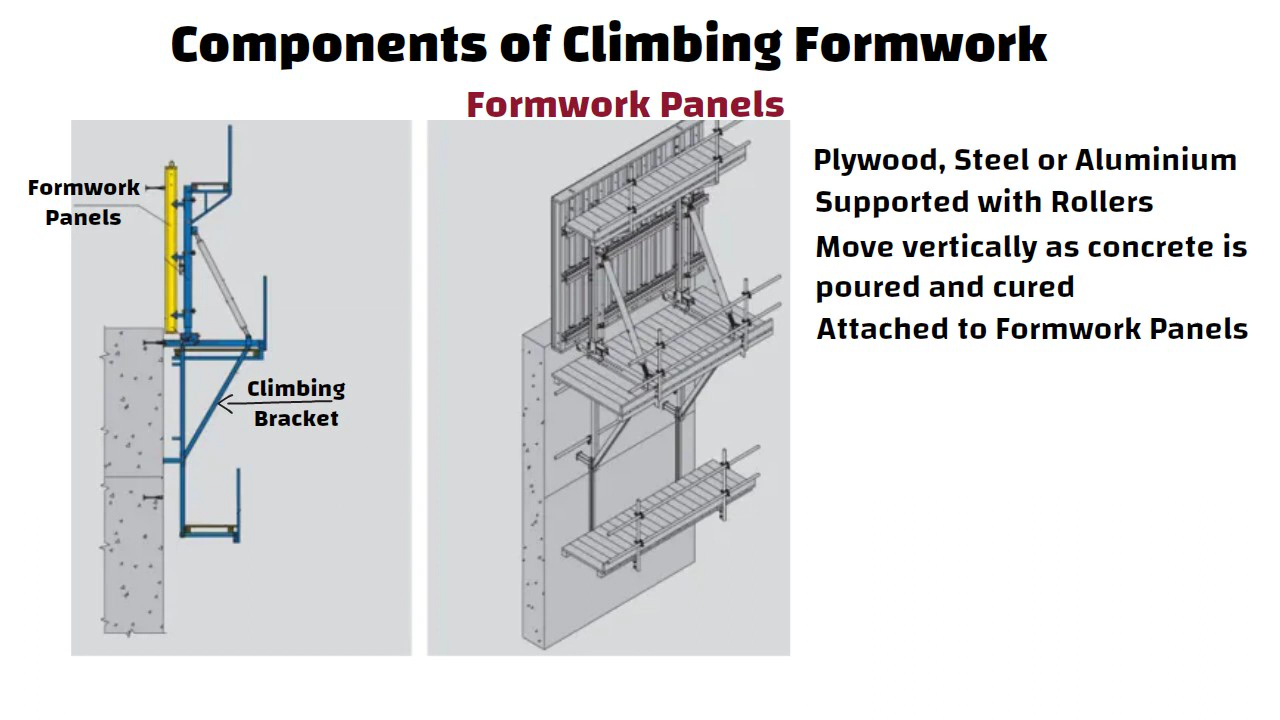 Components of Climbing Formwork
Formwork Panels
Formwork
Panels
Climbing
Bracket
Plywood, Steel or Aluminium
Supported with Rollers
Move vertically as concrete is
poured and cured
Attached to Formwork Panels